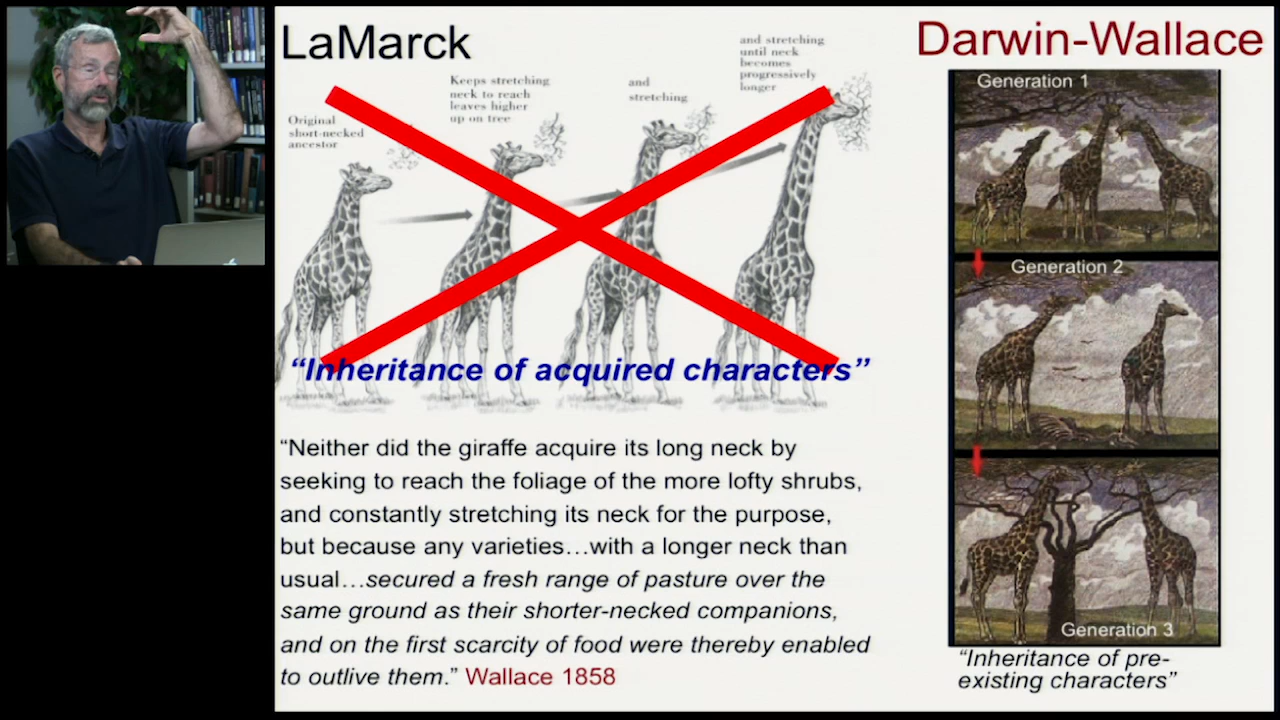 LaMarck
Original
short-necked
ancestor
Keeps stretching
neck to reach
leaves higher
up on tree
and
stretching
and stretching
until neck
becomes
progressively
longer
“Inheritance of acquired characters”
“Neither did the giraffe acquire its long neck by
seeking to reach the foliage of the more lofty shrubs,
and constantly stretching its neck for the purpose,
but because any varieties…with a longer neck than
usual…secured a fresh range of pasture over the
same ground as their shorter-necked companions,
and on the first scarcity of food were thereby enabled
to outlive them.” Wallace 1858
Darwin-Wallace
Generation 1
Generation 2
Generation 3
“Inheritance of pre-
existing characters”